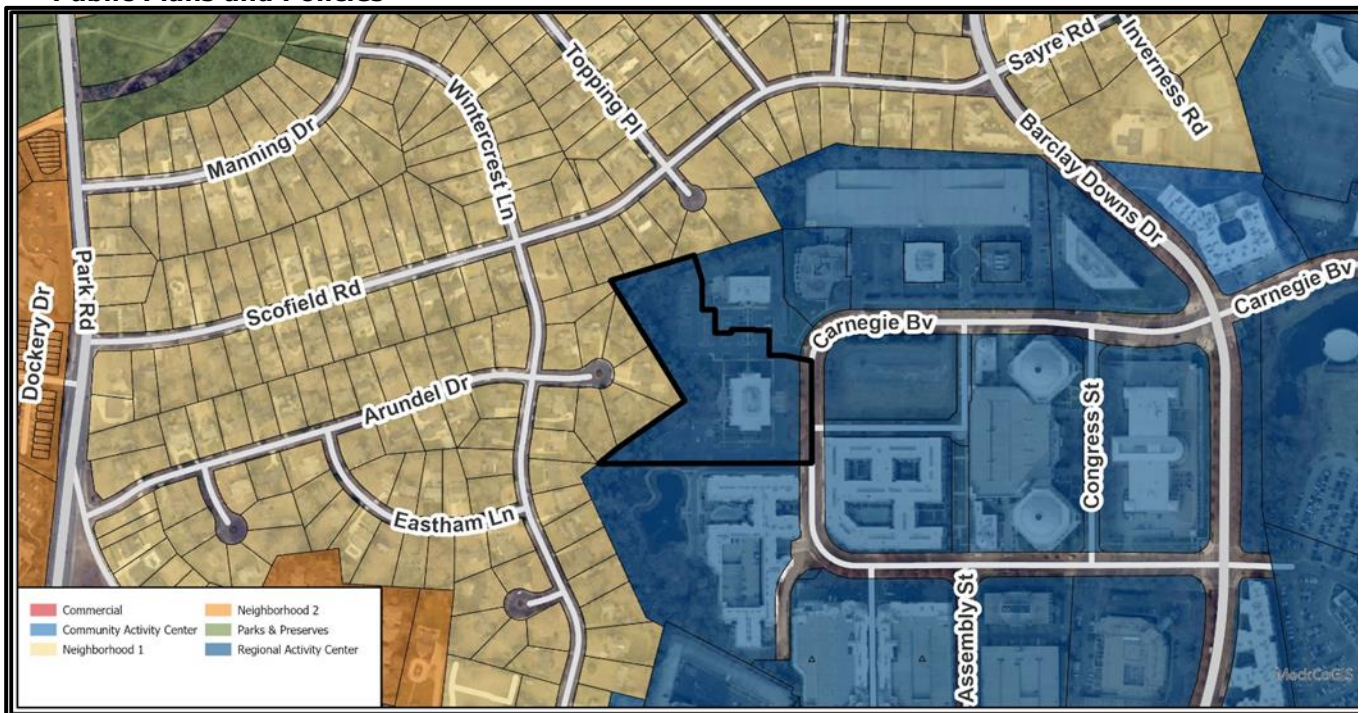 Public Plans and Policies
Topping Pl
Sayre Rd
Inverness Rd
Wintercrest Ln
Manning Dr
Barclay Downs Dr
Park Rd
Scofield Rd
Dockery Dr
Carnegie Bv
Carnegie Bv
Arundel Dr
Congress St
Eastham Ln
Assembly St
Commercial
Community Activity Center
Neighborhood 1
Neighborhood 2
Parks & Preserves
Regional Activity Center